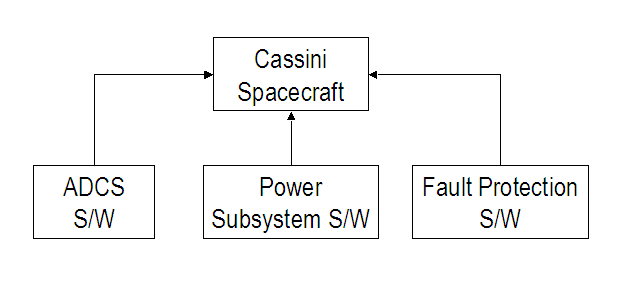 Cassini
Spacecraft
ADCS
S/W
Power
Subsystem S/W
Fault Protection
S/W